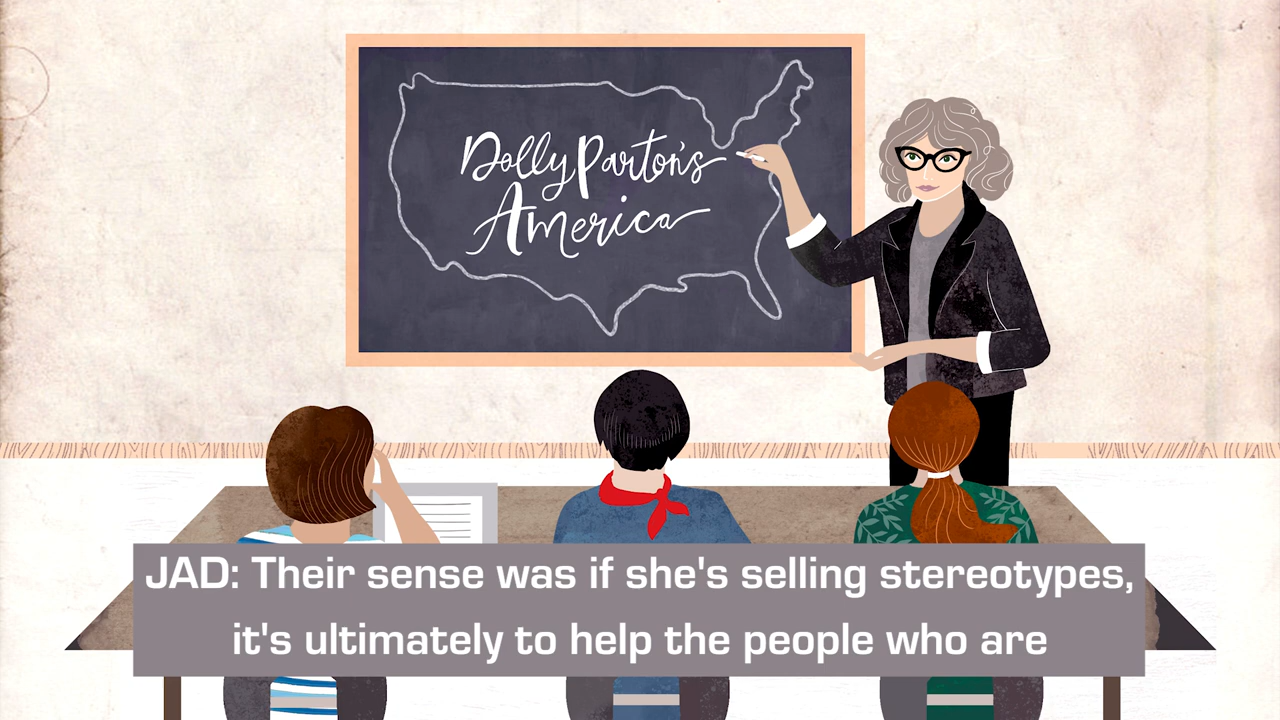 Dolly Parton's
America
JAD: Their sense was if she's selling stereotypes,
it's ultimately to help the people who are